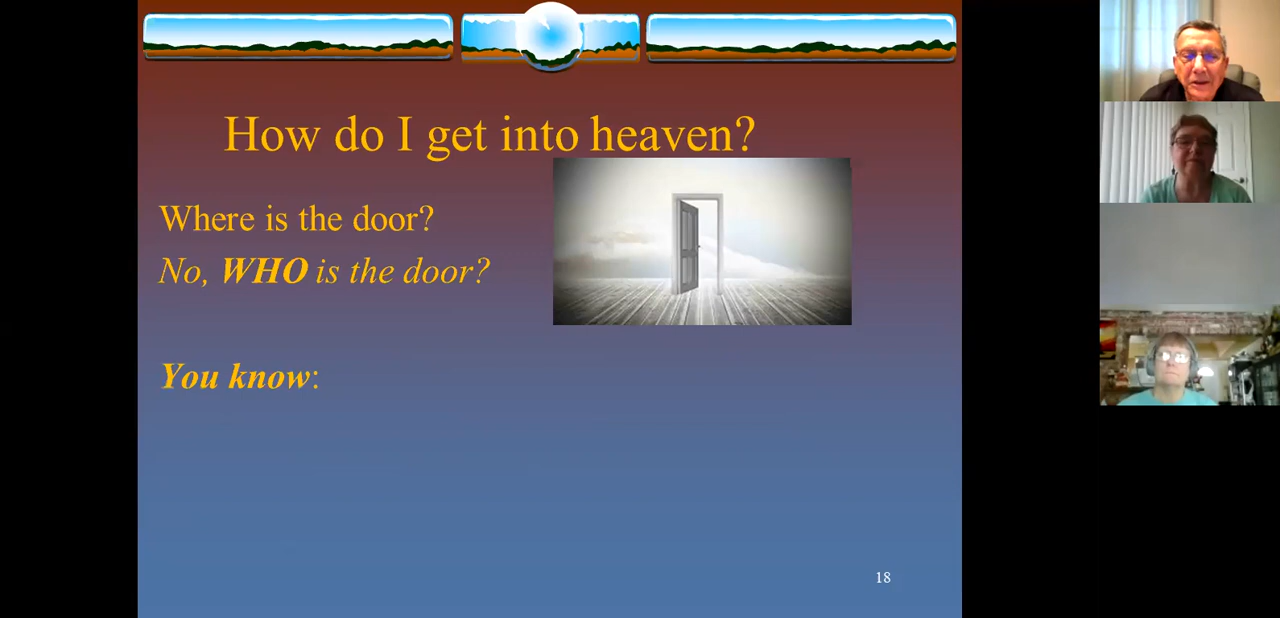 How do I get into heaven?
Where is the door?
No, WHO is the door?
You know:
18